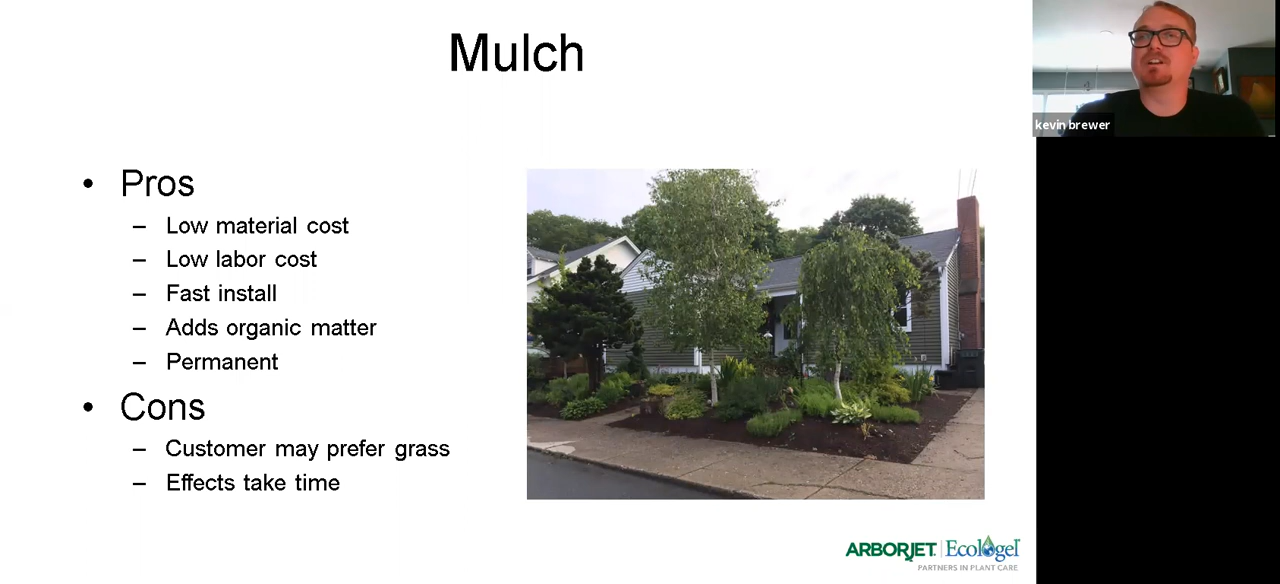 Mulch
• Pros
– Low material cost
– Low labor cost
– Fast install
– Adds organic matter
– Permanent
• Cons
– Customer may prefer grass
– Effects take time
ARBORJET | Ecologel
PARTNERS IN PLANT CARE
kevin brewer